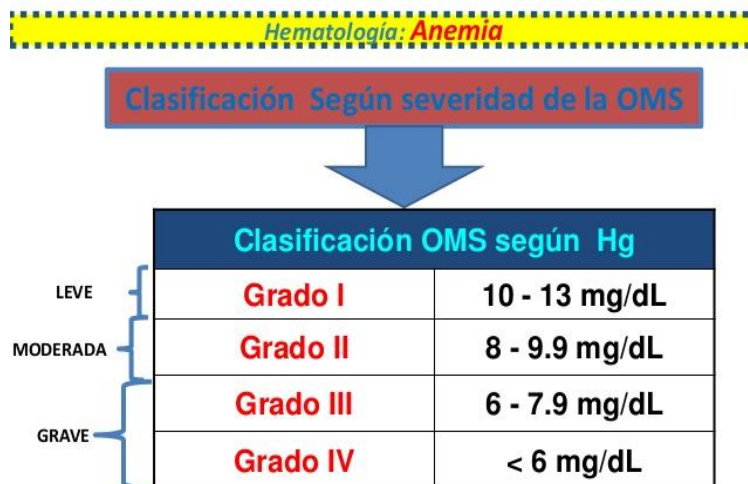 Hematología: Anemia
Clasificación Según severidad de la OMS
Clasificación OMS según Hg
LEVE
Grado I 10 - 13 mg/dL
MODERADA
Grado II 8 - 9.9 mg/dL
Grado III 6 - 7.9 mg/dL
GRAVE
Grado IV < 6 mg/dL